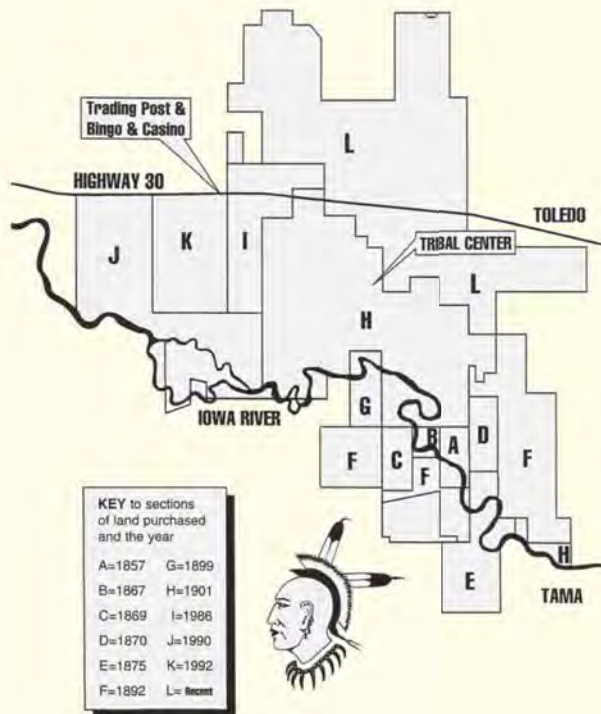 L
Trading Post &
Bingo & Casino
HIGHWAY 30
TOLEDO
J
K
I
TRIBAL CENTER
L
H
IOWA RIVER
G
B
A
D
F
C
F
F
E
H
TAMA
KEY to sections
of land purchased
and the year
A=1857 G=1899
B=1867 H=1901
C=1869 I=1986
D=1870 J=1990
E=1875 K=1992
F=1892 L= Recent